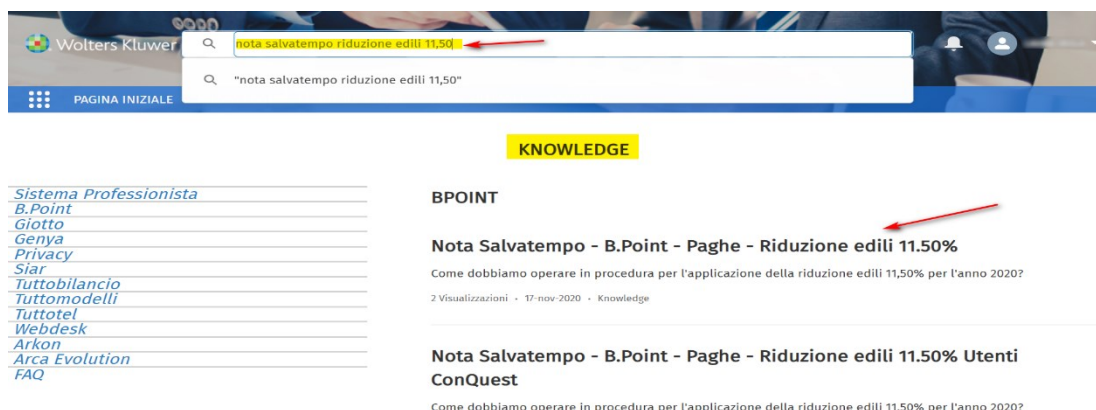 Wolters Kluwer
nota salvatempo riduzione edili 11,50
"nota salvatempo riduzione edili 11,50"
PAGINA INIZIALE
KNOWLEDGE
Sistema Professionista
B.Point
Giotto
Genya
Privacy
Siar
Tuttobilancio
Tuttomodelli
Tuttotel
Webdesk
Arkon
Arca Evolution
FAQ
BPOINT
Nota Salvatempo - B.Point - Paghe - Riduzione edili 11.50%
Come dobbiamo operare in procedura per l'applicazione della riduzione edili 11,50% per l'anno 2020?
2 Visualizzazioni • 17-nov-2020 • Knowledge
Nota Salvatempo - B.Point - Paghe - Riduzione edili 11.50% Utenti
ConQuest
Come dobbiamo operare in procedura per l'applicazione della riduzione edili 11,50% per l'anno 2020?